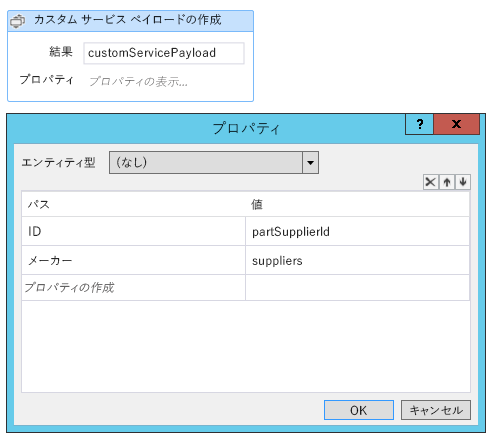 カスタム サービス ペイロードの作成
結果 customServicePayload
プロパティ プロパティの表示...
プロパティ ? x
エンティティ型 (なし)
パス 値
ID partSupplierId
メーカー suppliers
プロパティの作成
OK キャンセル